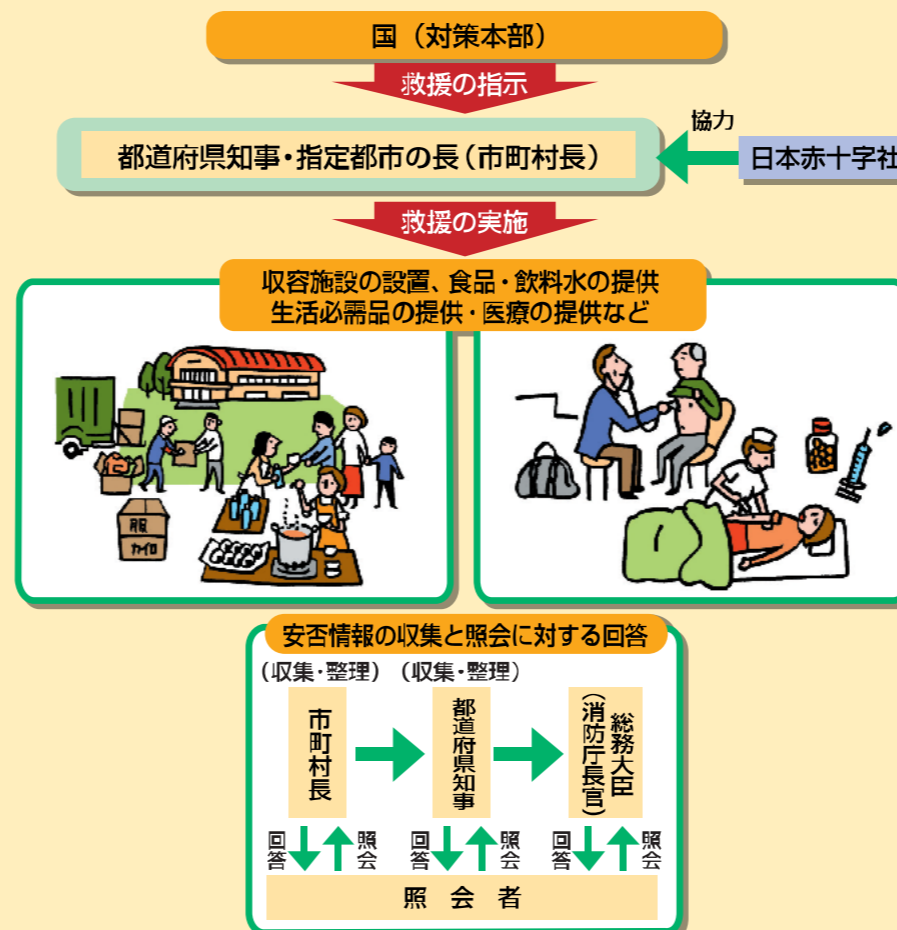 国（対策本部）
救援の指示
都道府県知事・指定都市の長（市町村長）
協力
日本赤十字社
救援の実施
収容施設の設置、食品・飲料水の提供
生活必需品の提供・医療の提供など
服
カイロ
安否情報の収集と照会に対する回答
（収集・整理）
（収集・整理）
市町村長
都道府県知事
総務大臣
（消防庁長官）
回答
照会
回答
照会
回答
照会
照会者